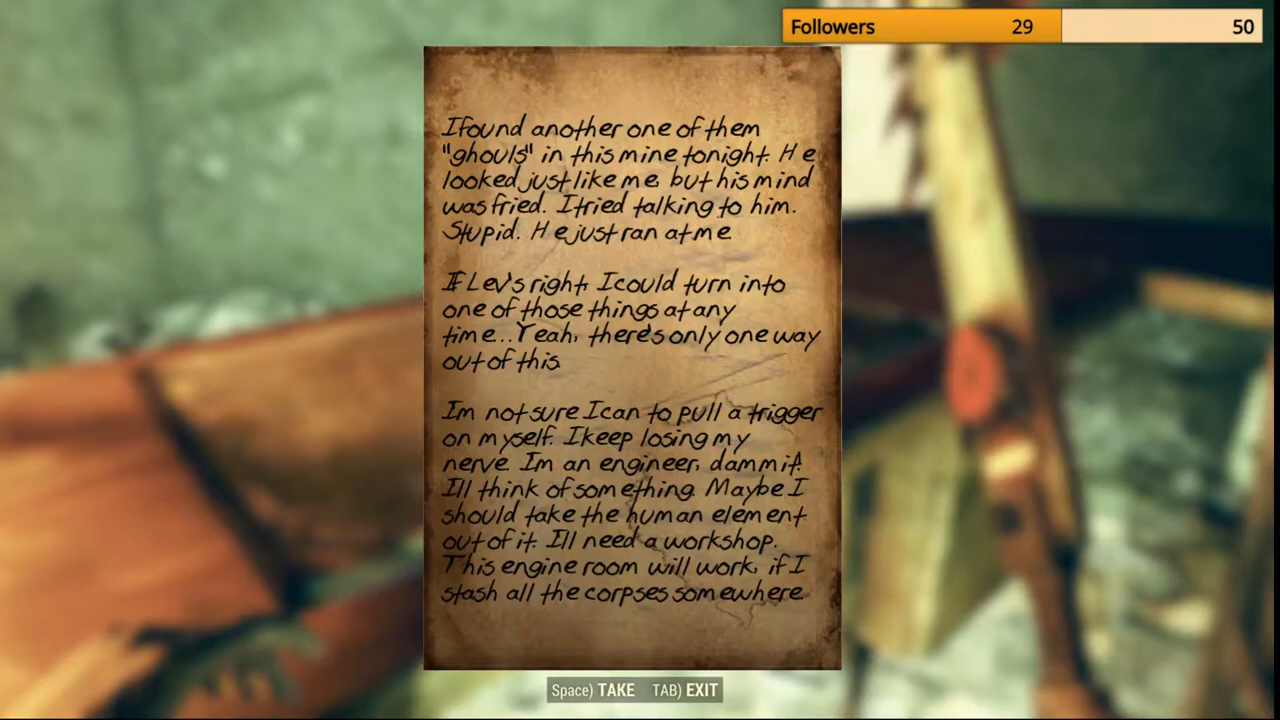 Followers 29 50
I found another one of them
"ghouls" in this mine tonight. He
looked just like me, but his mind
was fried. I tried talking to him.
Stupid. He just ran at me.
If Lev's right, I could turn into
one of those things at any
time...Yeah, there's only one way
out of this.
I'm not sure I can to pull a trigger
on myself. I keep losing my
nerve. I'm an engineer, dammit.
I'll think of something. Maybe I
should take the human element
out of it. I'll need a workshop.
This engine room will work, if I
stash all the corpses somewhere.
Space) TAKE TAB) EXIT